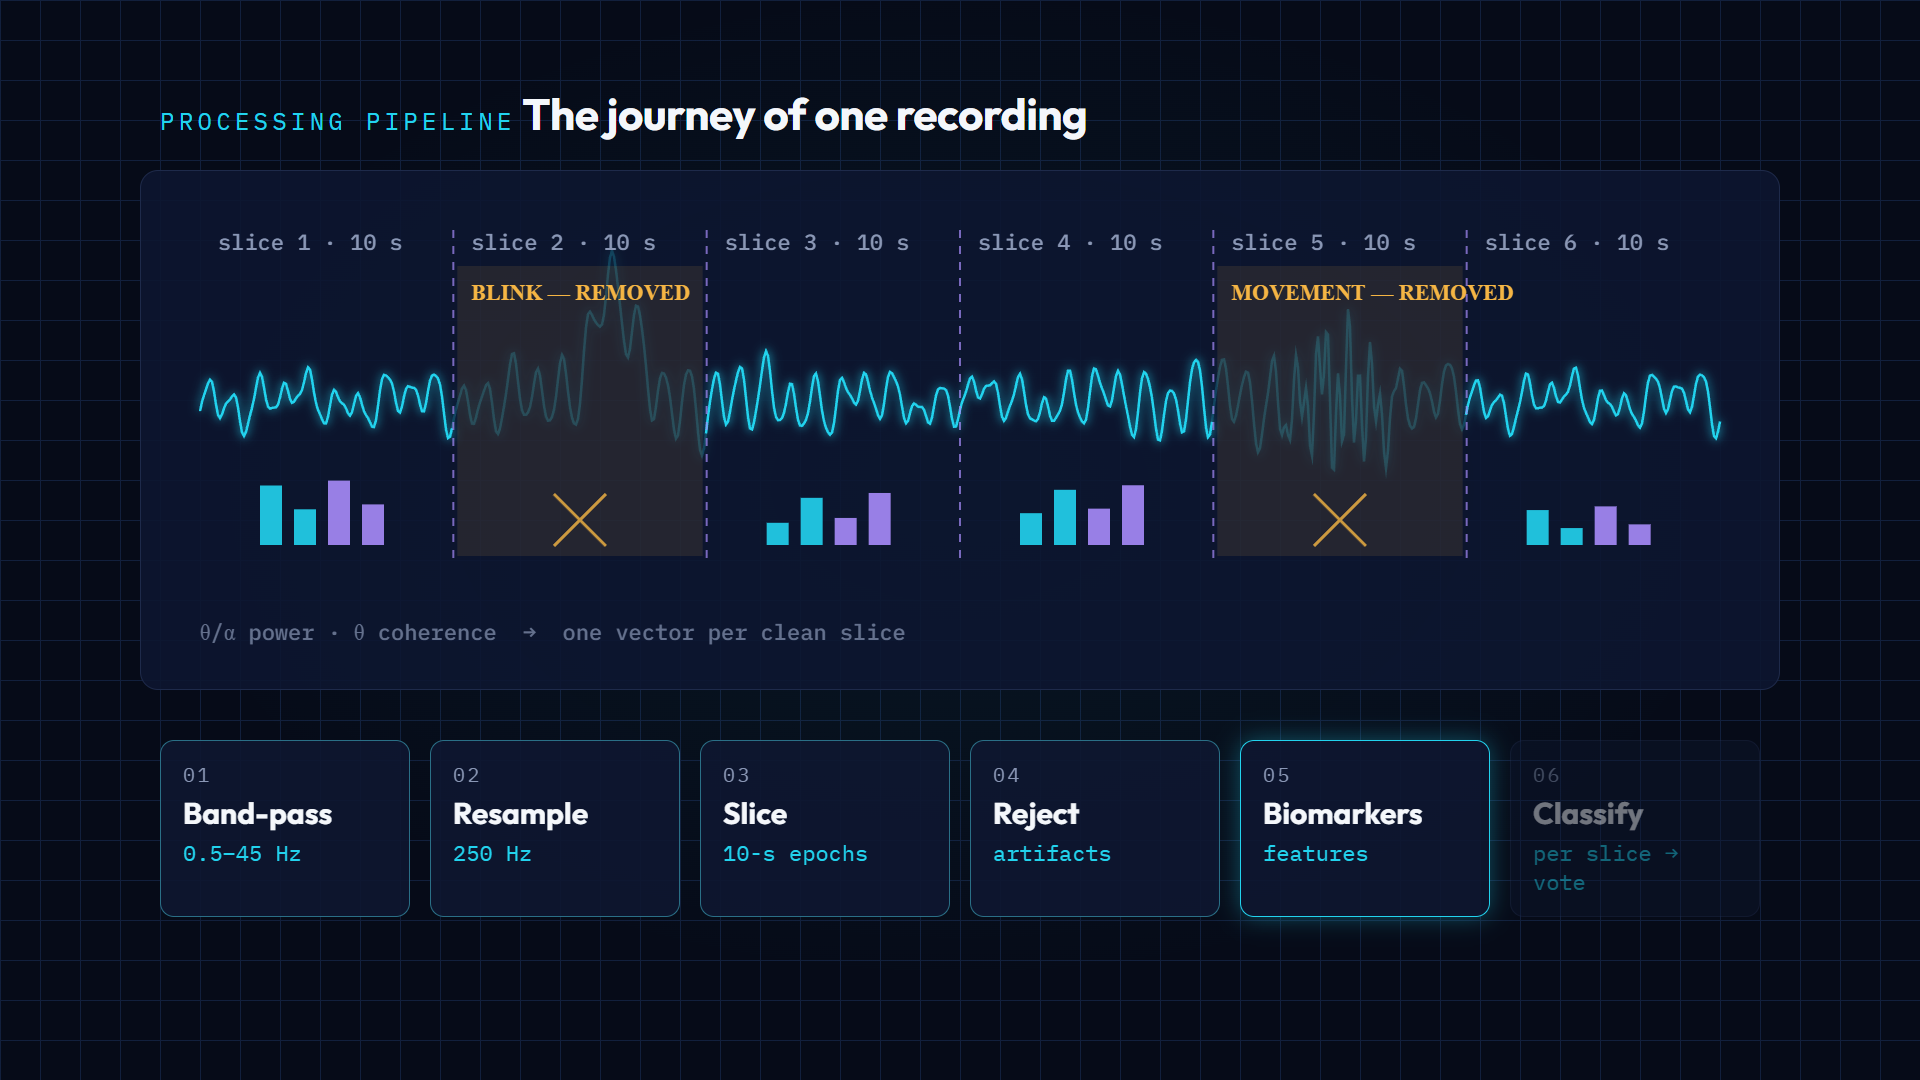 PROCESSING PIPELINE The journey of one recording
slice 1 · 10 s
slice 2 · 10 s
slice 3 · 10 s
slice 4 · 10 s
slice 5 · 10 s
slice 6 · 10 s
BLINK — REMOVED
MOVEMENT — REMOVED
θ/α power · θ coherence → one vector per clean slice
01
Band-pass
0.5–45 Hz
02
Resample
250 Hz
03
Slice
10-s epochs
04
Reject
artifacts
05
Biomarkers
features
06
Classify
per slice →
vote